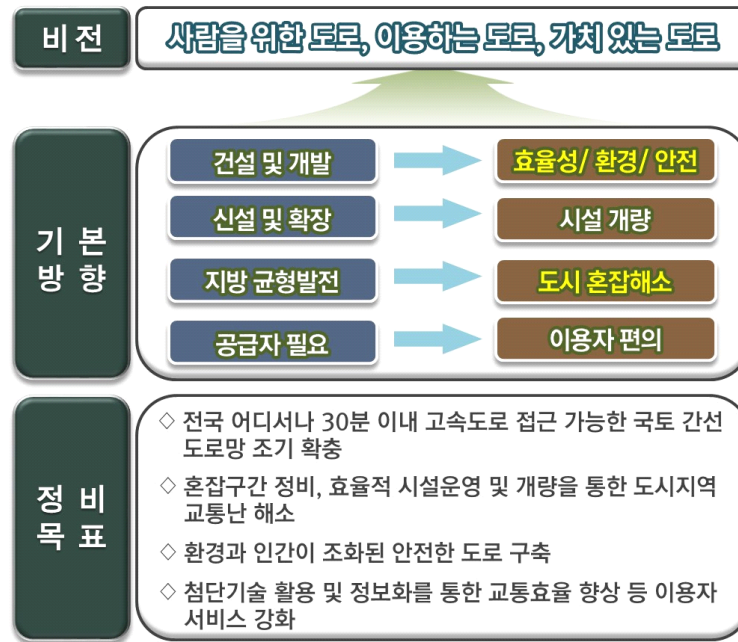 비전
사람을 위한 도로, 이용하는 도로, 가치 있는 도로
기본
방향
건설 및 개발
효율성/ 환경/ 안전
신설 및 확장
시설 개량
지방 균형발전
도시 혼잡해소
공급자 필요
이용자 편의
정비
목표
◇ 전국 어디서나 30분 이내 고속도로 접근 가능한 국토 간선
도로망 조기 확충
◇ 혼잡구간 정비, 효율적 시설운영 및 개량을 통한 도시지역
교통난 해소
◇ 환경과 인간이 조화된 안전한 도로 구축
◇ 첨단기술 활용 및 정보화를 통한 교통효율 향상 등 이용자
서비스 강화